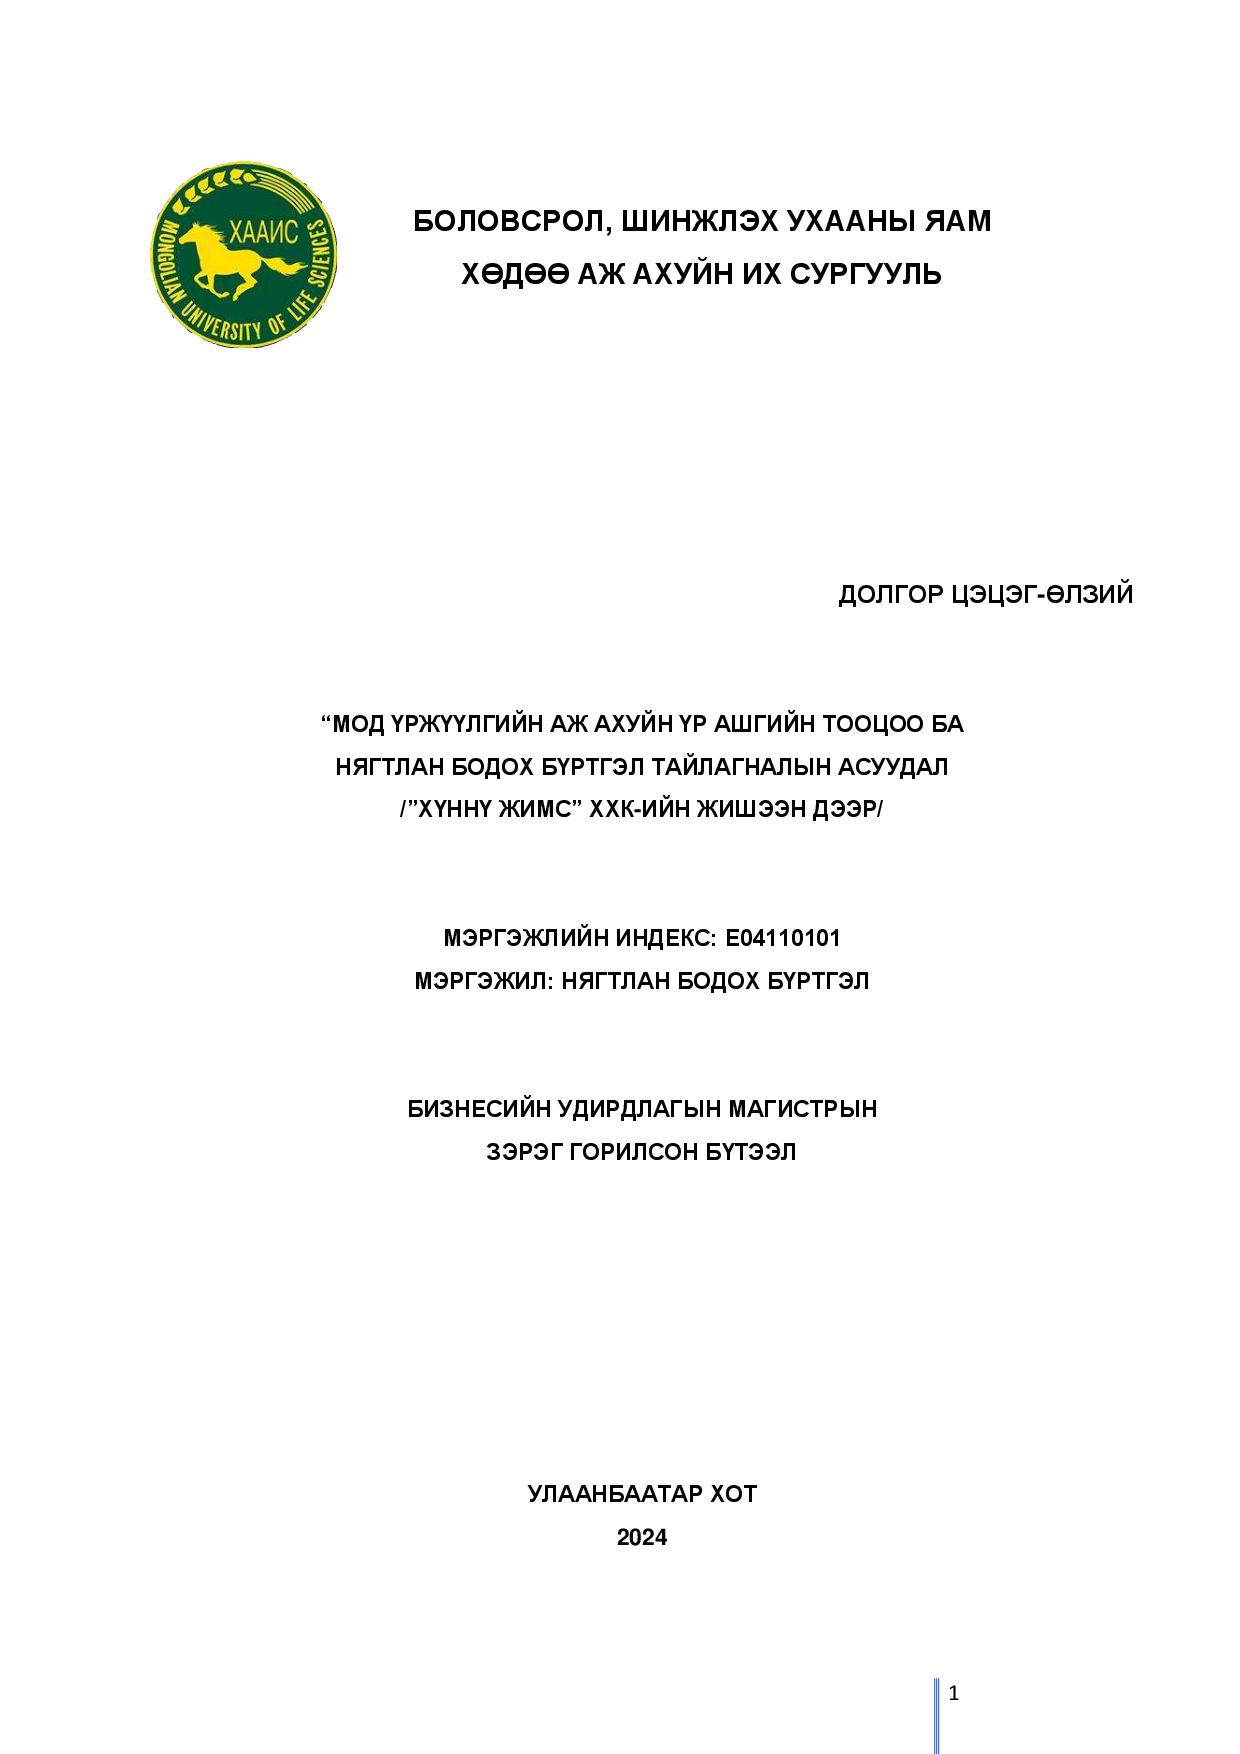 ХААИС
MONGOLIAN UNIVERSITY OF LIFE SCIENCES
БОЛОВСРОЛ, ШИНЖЛЭХ УХААНЫ ЯАМ
ХӨДӨӨ АЖ АХУЙН ИХ СУРГУУЛЬ
ДОЛГОР ЦЭЦЭГ-ӨЛЗИЙ
“МОД ҮРЖҮҮЛГИЙН АЖ АХУЙН ҮР АШГИЙН ТООЦОО БА
НЯГТЛАН БОДОХ БҮРТГЭЛ ТАЙЛАГНАЛЫН АСУУДАЛ
/”ХҮННҮ ЖИМС” ХХК-ИЙН ЖИШЭЭН ДЭЭР/
МЭРГЭЖЛИЙН ИНДЕКС: E04110101
МЭРГЭЖИЛ: НЯГТЛАН БОДОХ БҮРТГЭЛ
БИЗНЕСИЙН УДИРДЛАГЫН МАГИСТРЫН
ЗЭРЭГ ГОРИЛСОН БҮТЭЭЛ
УЛААНБААТАР ХОТ
2024
1